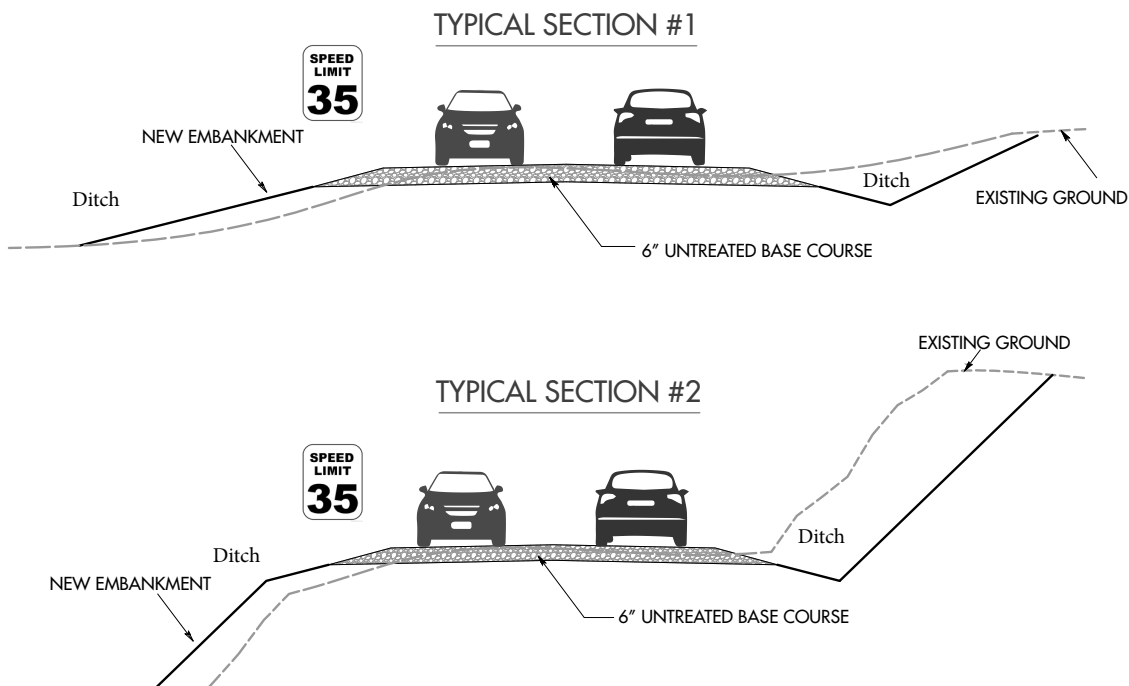 TYPICAL SECTION #1
SPEED
LIMIT
35
NEW EMBANKMENT
Ditch
Ditch
EXISTING GROUND
6” UNTREATED BASE COURSE
EXISTING GROUND
TYPICAL SECTION #2
SPEED
LIMIT
35
Ditch
Ditch
NEW EMBANKMENT
6” UNTREATED BASE COURSE